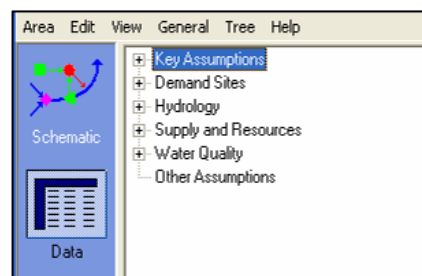 Area Edit View General Tree Help
Key Assumptions
Demand Sites
Hydrology
Supply and Resources
Water Quality
Other Assumptions
Schematic
Data